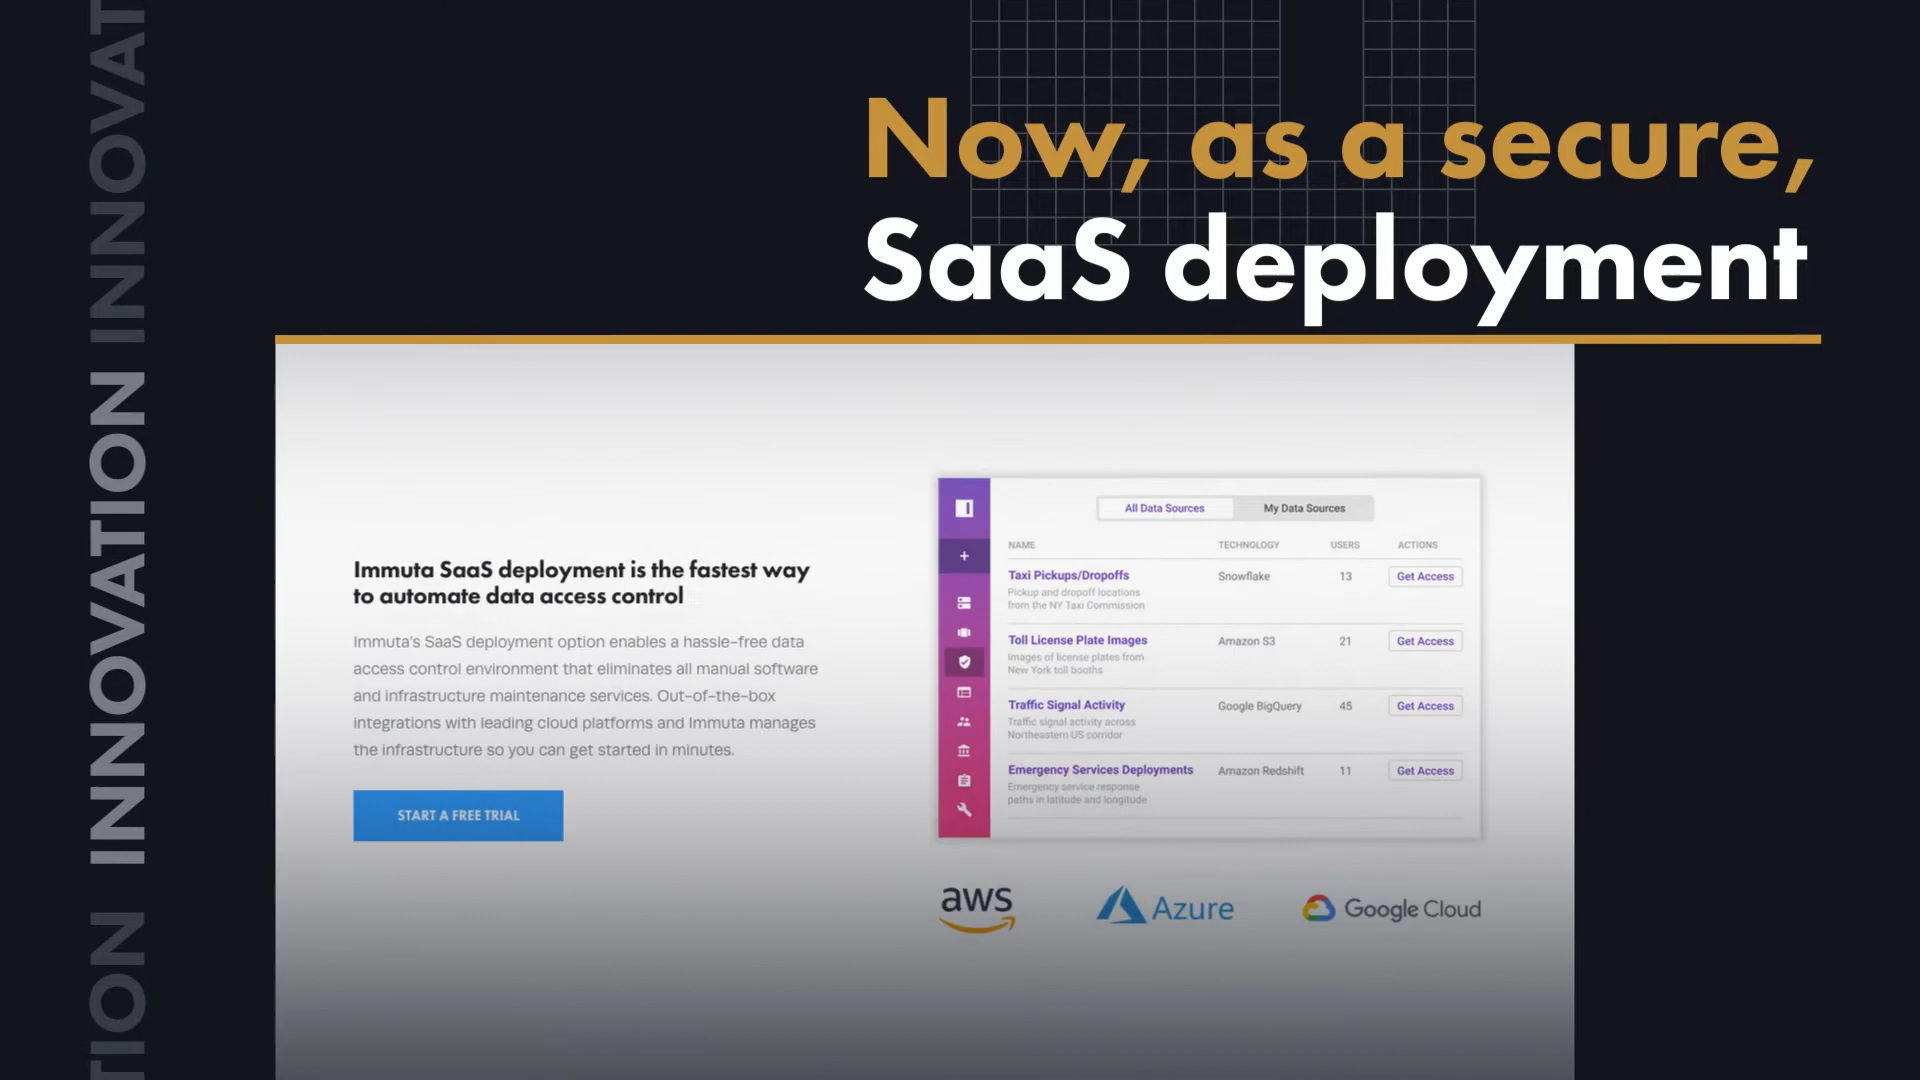 Now, as a secure,
SaaS deployment
INNOVATION INNOVATION INNOVAT
TION
Immuta SaaS deployment is the fastest way
to automate data access control
Immuta's SaaS deployment option enables a hassle-free data
access control environment that eliminates all manual software
and infrastructure maintenance services. Out-of-the-box
integrations with leading cloud platforms and Immuta manages
the infrastructure so you can get started in minutes.
START A FREE TRIAL
All Data Sources My Data Sources
NAME TECHNOLOGY USERS ACTIONS
Taxi Pickups/Dropoffs Snowflake 13 Get Access
Pickup and dropoff locations
from the NY Taxi Commission
Toll License Plate Images Amazon S3 21 Get Access
Images of license plates from
New York toll booths
Traffic Signal Activity Google BigQuery 45 Get Access
Traffic signal activity across
Northeastern US corridor
Emergency Services Deployments Amazon Redshift 11 Get Access
Emergency service response
paths in latitude and longitude
aws Azure Google Cloud